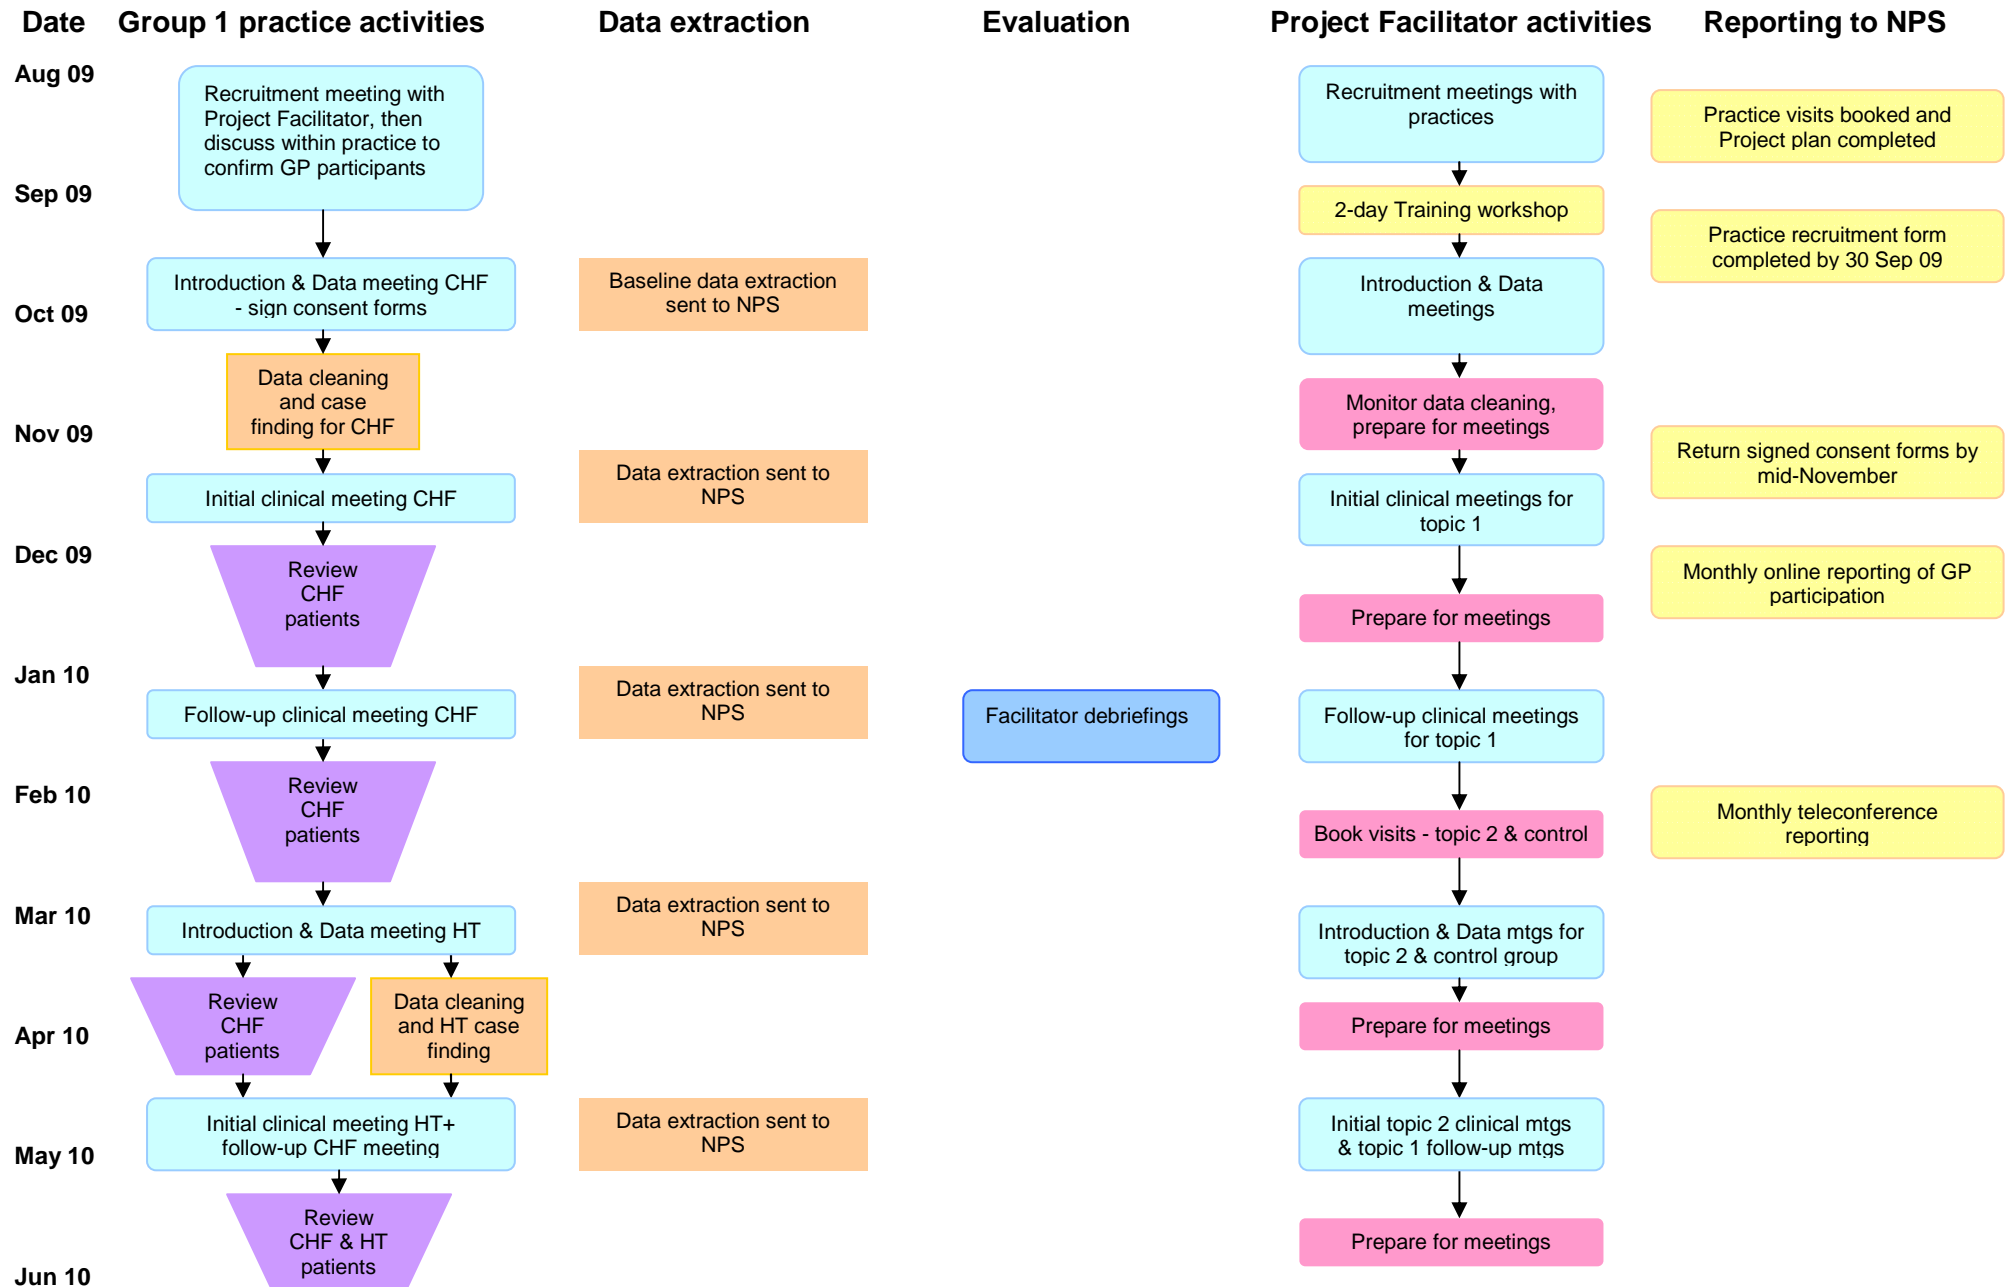 Date
Group 1 practice activities
Data extraction
Evaluation
Project Facilitator activities
Reporting to NPS
Aug 09
Sep 09
Oct 09
Nov 09
Dec 09
Jan 10
Feb 10
Mar 10
Apr 10
May 10
Jun 10
Recruitment meeting with
Project Facilitator, then
discuss within practice to
confirm GP participants
Introduction & Data meeting CHF
- sign consent forms
Data cleaning
and case
finding for CHF
Initial clinical meeting CHF
Review
CHF
patients
Follow-up clinical meeting CHF
Review
CHF
patients
Introduction & Data meeting HT
Review
CHF
patients
Data cleaning
and HT case
finding
Initial clinical meeting HT+
follow-up CHF meeting
Review
CHF & HT
patients
Baseline data extraction
sent to NPS
Data extraction sent to
NPS
Data extraction sent to
NPS
Data extraction sent to
NPS
Data extraction sent to
NPS
Facilitator debriefings
Recruitment meetings with
practices
2-day Training workshop
Introduction & Data
meetings
Monitor data cleaning,
prepare for meetings
Initial clinical meetings for
topic 1
Prepare for meetings
Follow-up clinical meetings
for topic 1
Book visits - topic 2 & control
Introduction & Data mtgs for
topic 2 & control group
Prepare for meetings
Initial topic 2 clinical mtgs
& topic 1 follow-up mtgs
Prepare for meetings
Practice visits booked and
Project plan completed
Practice recruitment form
completed by 30 Sep 09
Return signed consent forms by
mid-November
Monthly online reporting of GP
participation
Monthly teleconference
reporting